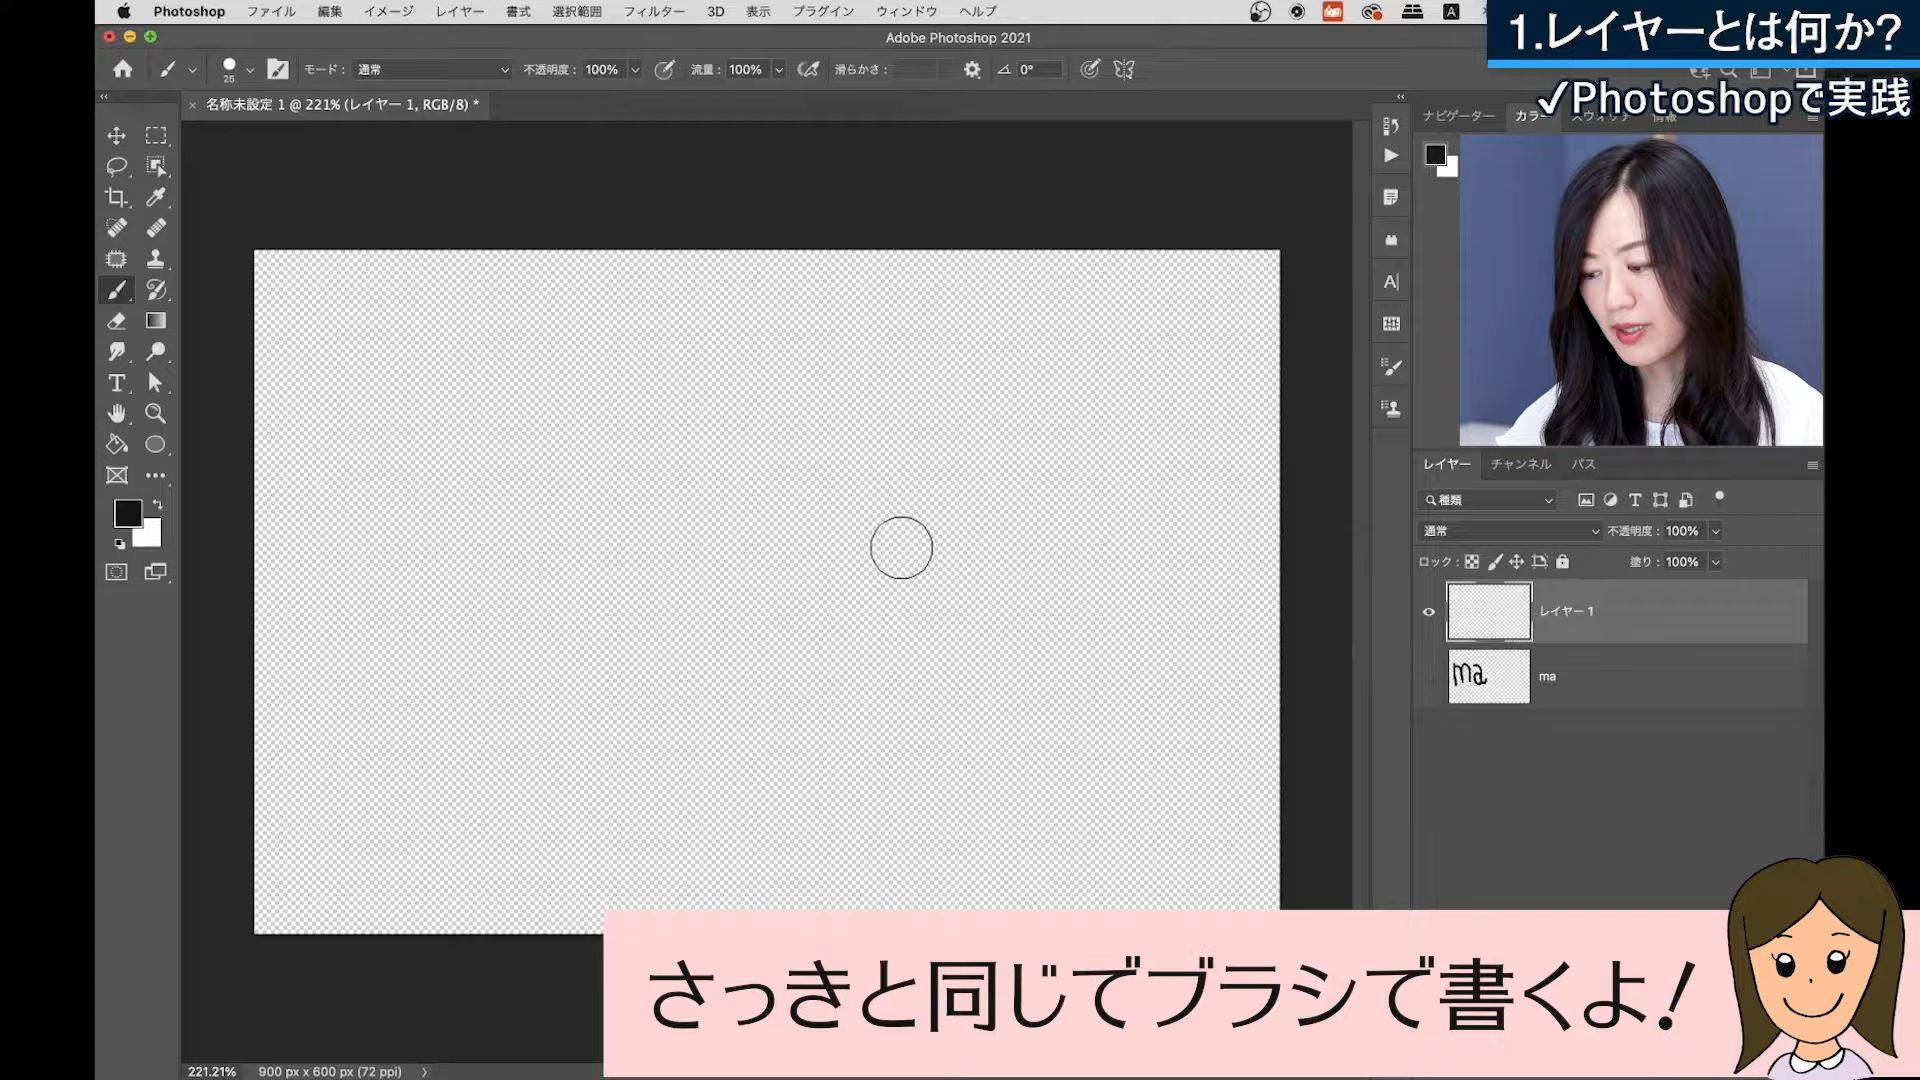 Photoshop ファイル 編集 イメージ レイヤー 書式 選択範囲 フィルター 3D 表示 プラグイン ウィンドウ ヘルプ
A
1.レイヤーとは何か?
Adobe Photoshop 2021
25 モード: 通常 不透明度: 100% 流量: 100% 滑らかさ: 0°
✓Photoshopで実践
名称未設定 1 @ 221% (レイヤー 1, RGB/8) *
ナビゲーター カラー スウォッチ 情報
レイヤー チャンネル パス
種類
通常 不透明度: 100%
ロック: 塗り: 100%
レイヤー 1
ma ma
さっきと同じでブラシで書くよ!
221.21% 900 px x 600 px (72 ppi)